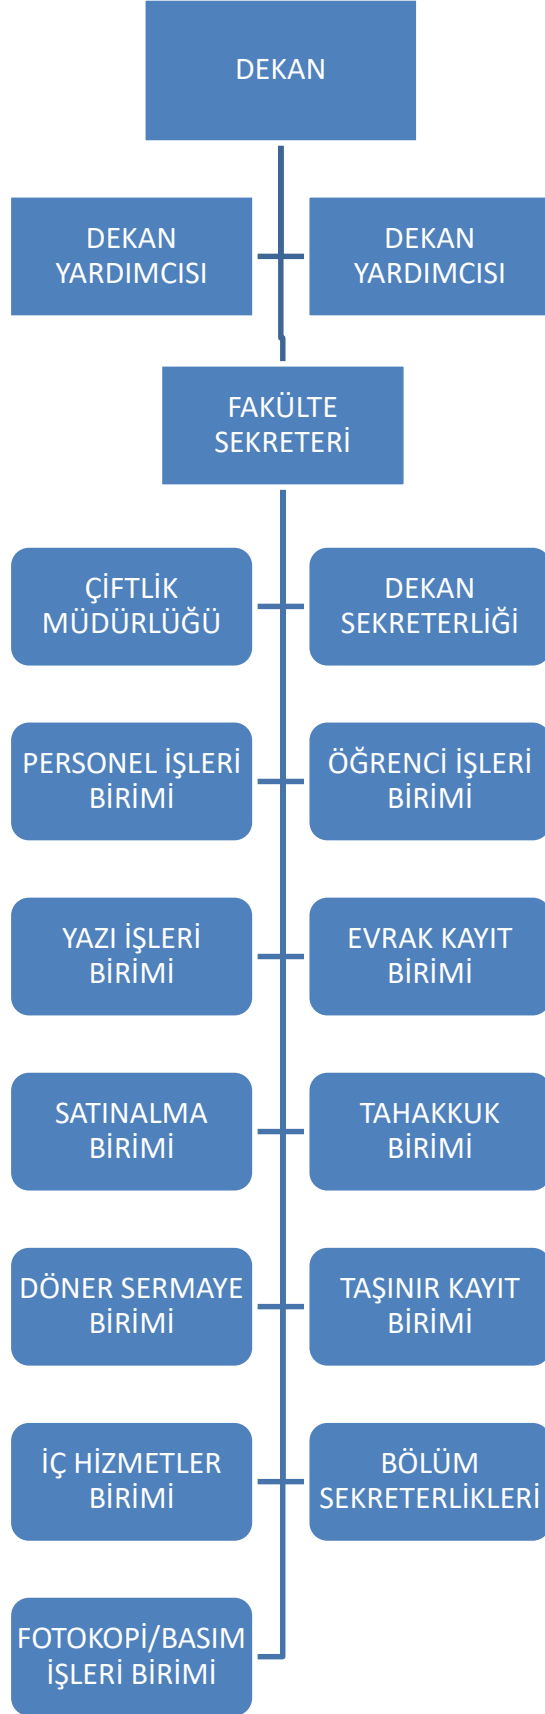 DEKAN
DEKAN
YARDIMCISI
DEKAN
YARDIMCISI
FAKÜLTE
SEKRETERİ
ÇİFTLİK
MÜDÜRLÜĞÜ
DEKAN
SEKRETERLİĞİ
PERSONEL İŞLERİ
BİRİMİ
ÖĞRENCİ İŞLERİ
BİRİMİ
YAZI İŞLERİ
BİRİMİ
EVRAK KAYIT
BİRİMİ
SATINALMA
BİRİMİ
TAHAKKUK
BİRİMİ
DÖNER SERMAYE
BİRİMİ
TAŞINIR KAYIT
BİRİMİ
İÇ HİZMETLER
BİRİMİ
BÖLÜM
SEKRETERLİKLERİ
FOTOKOPİ/BASIM
İŞLERİ BİRİMİ